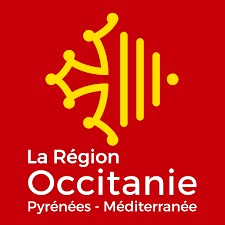 La Région
Occitanie
Pyrénées - Méditerranée